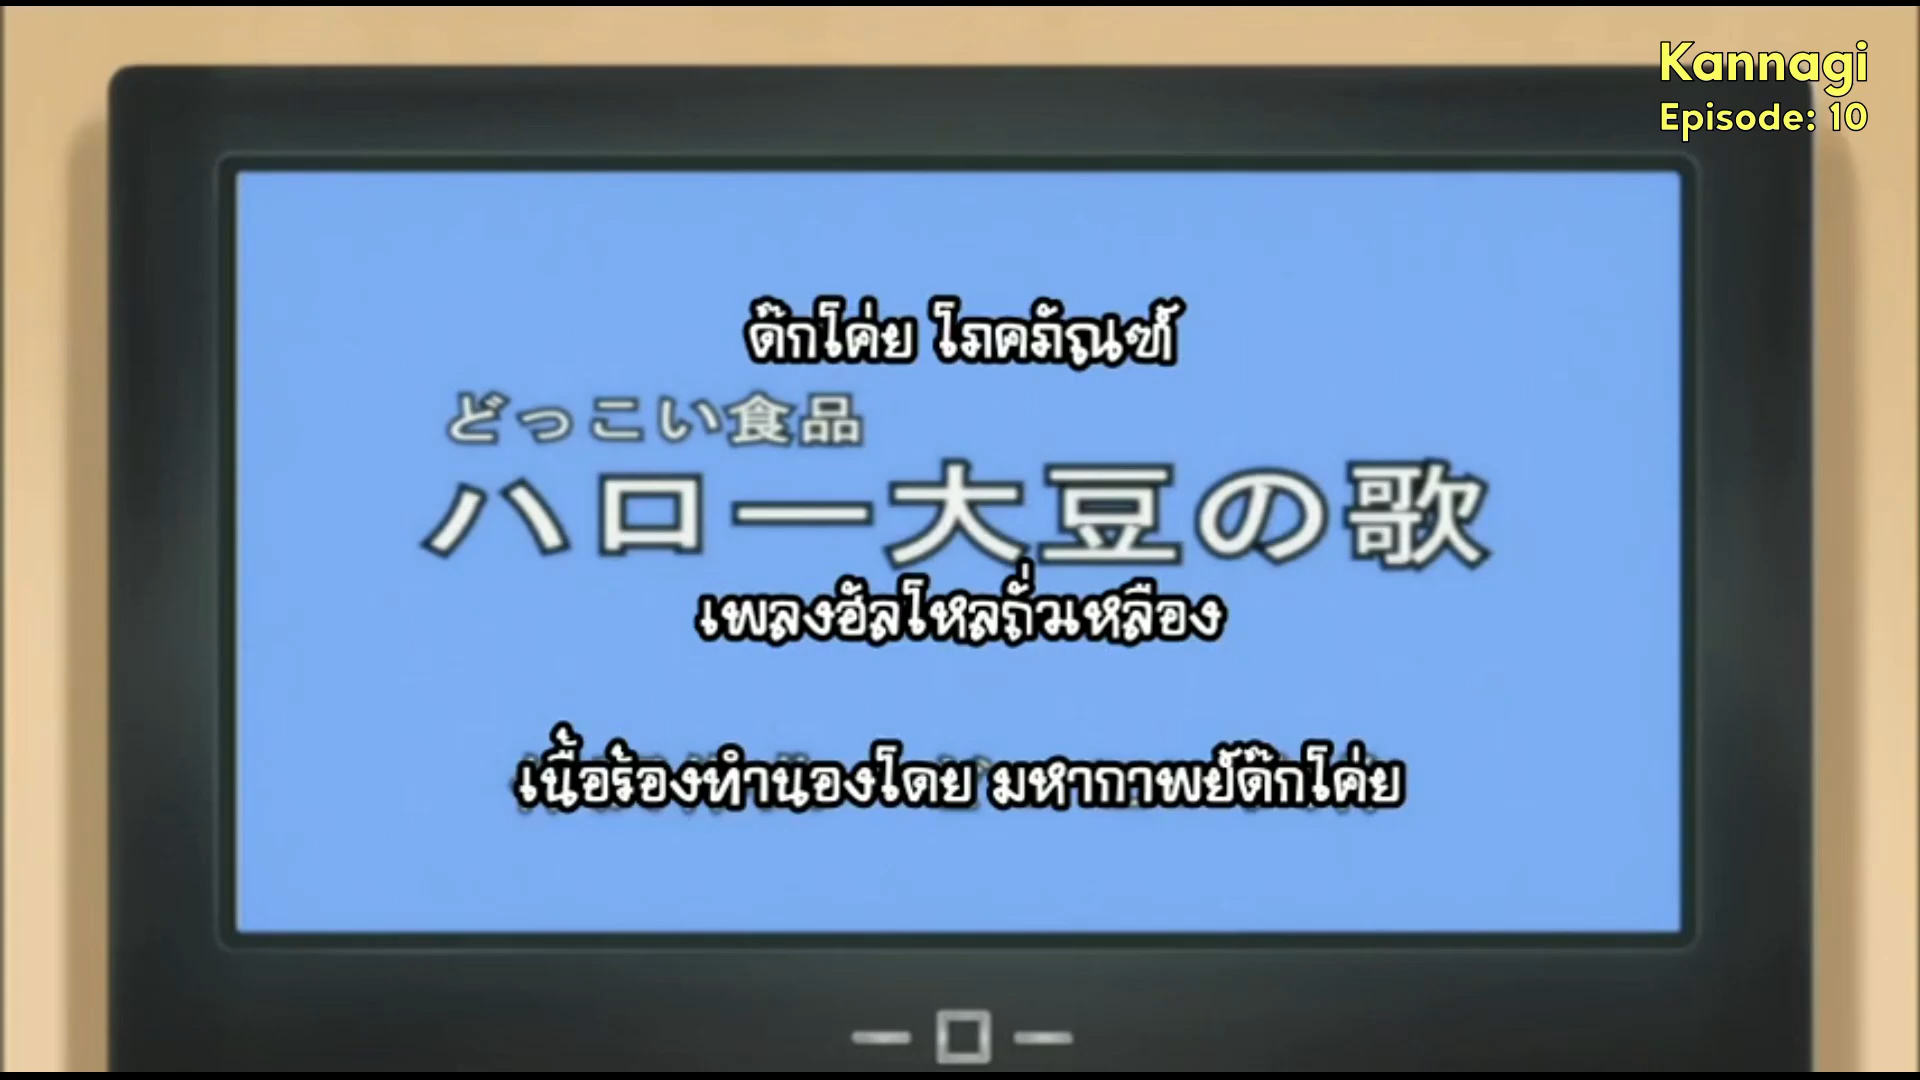 Kannagi
Episode: 10
ด๊กโค่ย โภคภัณฑ์
どっこい食品
ハロー大豆の歌
เพลงฮัลโหลถั่วเหลือง
เนื้อร้องทำนองโดย มหากาพย์ด๊กโค่ย